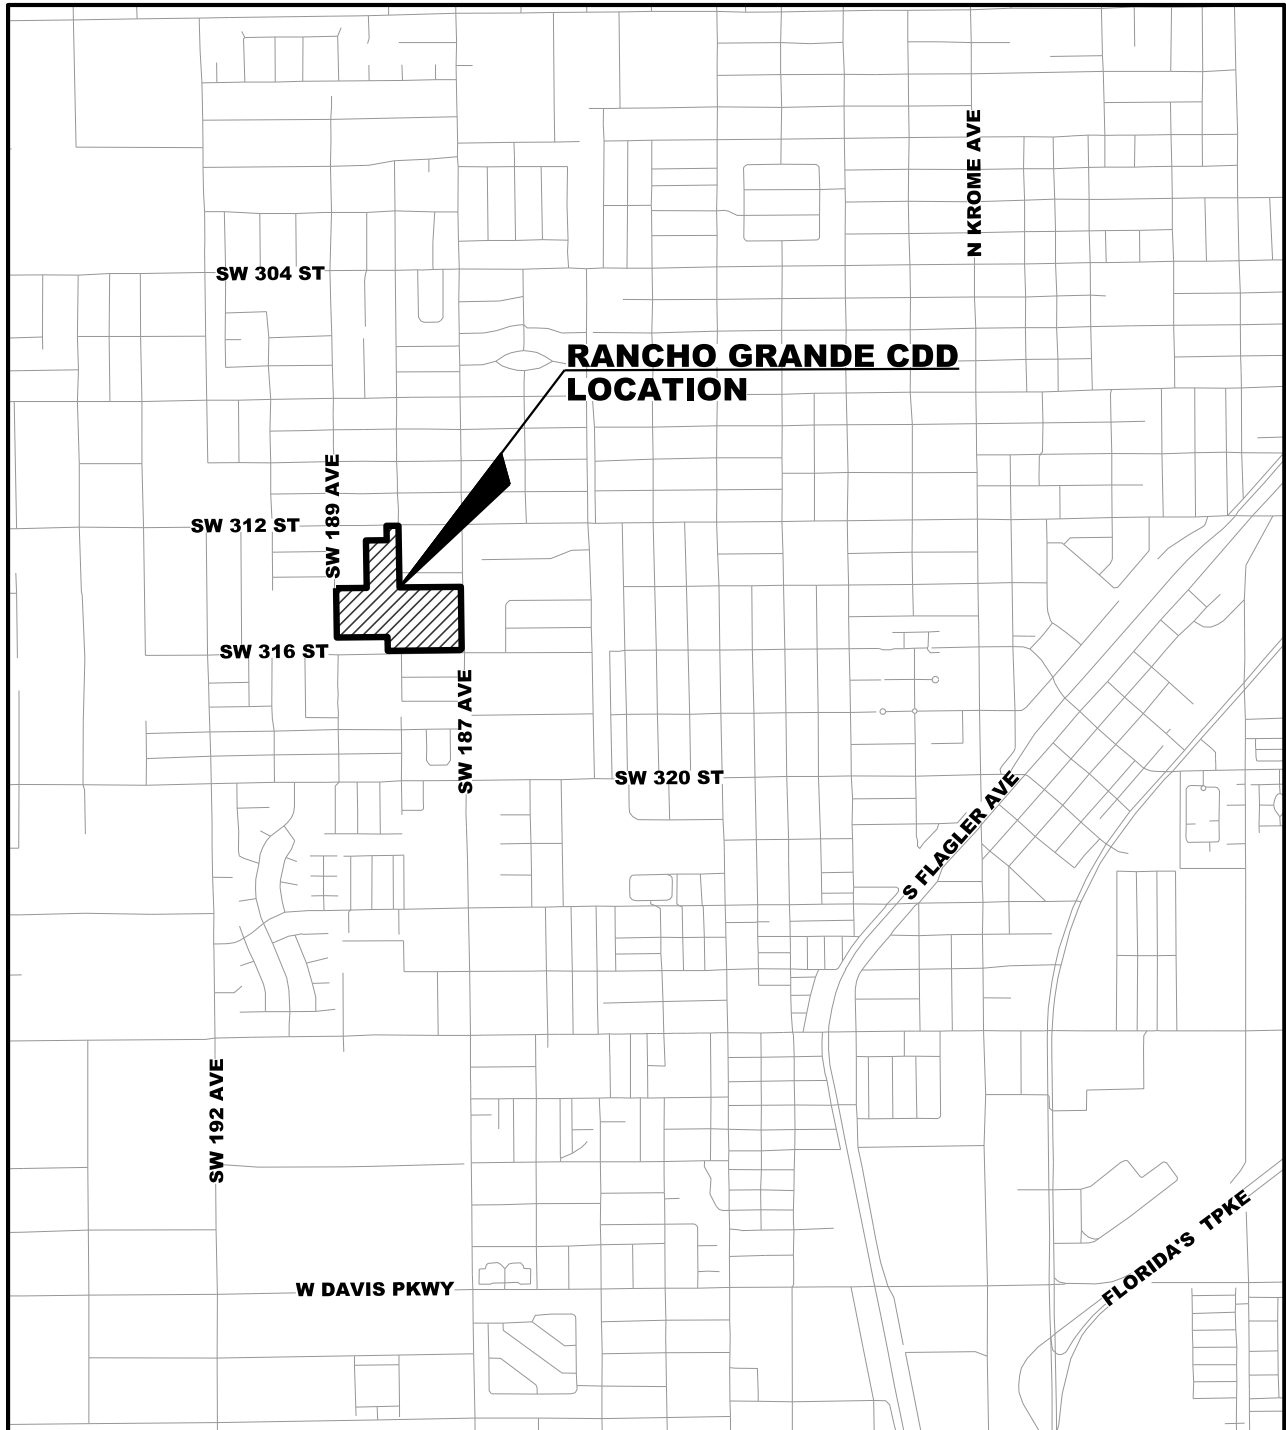 N KROME AVE
SW 304 ST
RANCHO GRANDE CDD
LOCATION
SW 189 AVE
SW 312 ST
SW 316 ST
SW 187 AVE
SW 320 ST
S FLAGLER AVE
SW 192 AVE
FLORIDA'S TPKE
W DAVIS PKWY